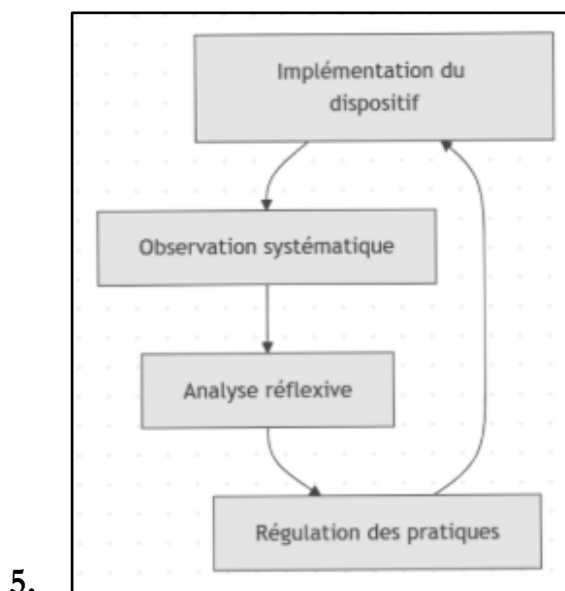 Implémentation du
dispositif
Observation systématique
Analyse réflexive
Régulation des pratiques
5.